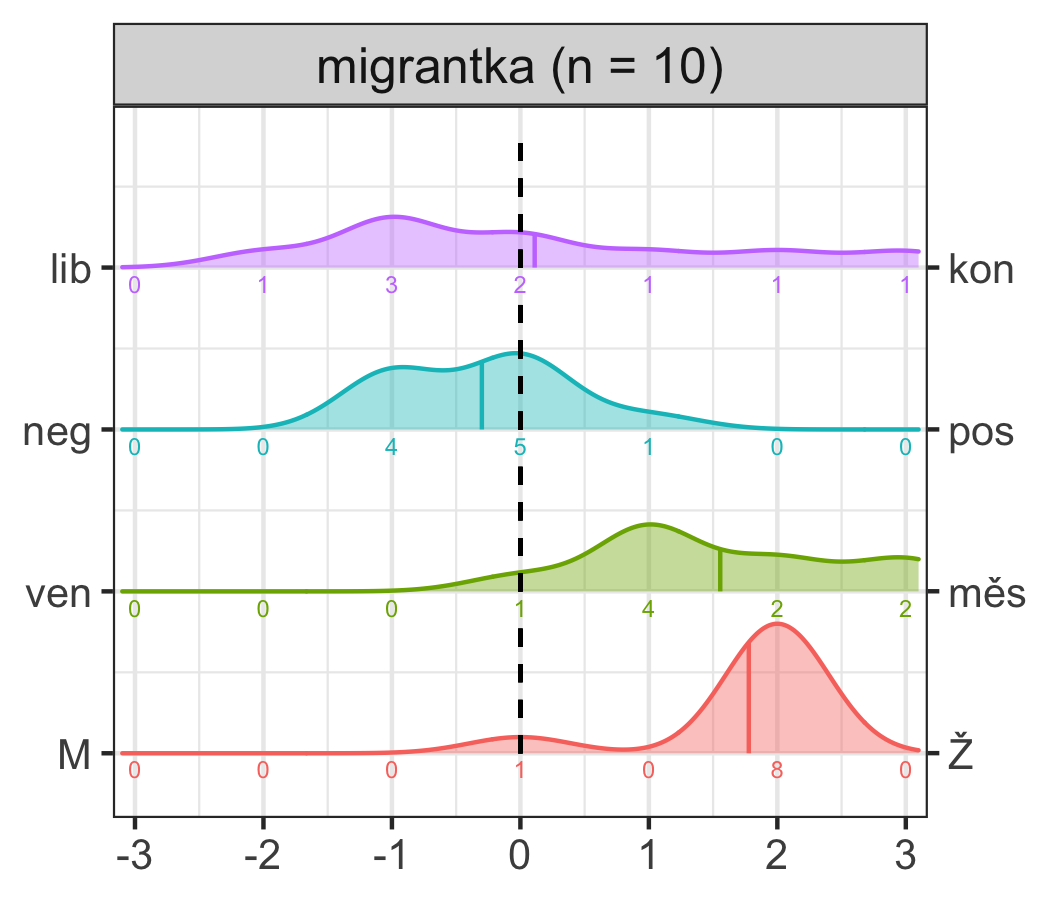 migrantka (n = 10)
lib kon
0 1 3 2 1 1 1
neg pos
0 0 4 5 1 0 0
ven měs
0 0 0 1 4 2 2
M Ž
0 0 0 1 0 8 0
-3 -2 -1 0 1 2 3